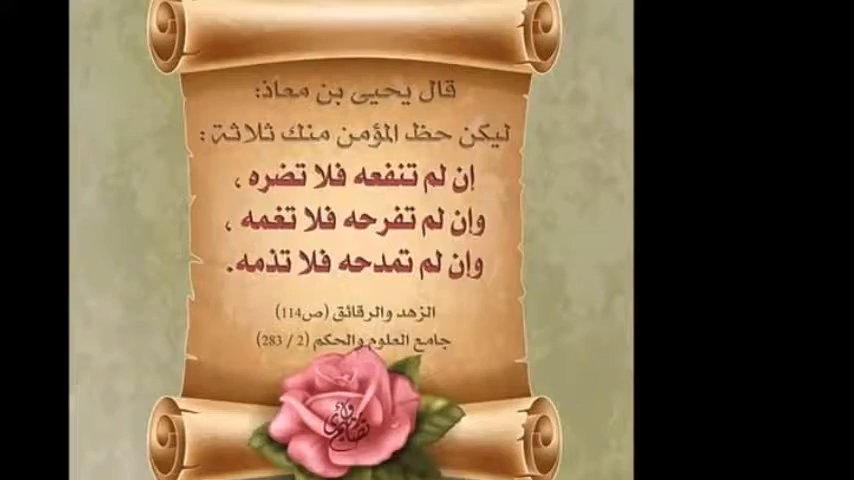 قال يحيى بن معاذ:
ليكن حظ المؤمن منك ثلاثة :
إن لم تنفعه فلا تضره ،
وإن لم تفرحه فلا تغمه ،
وإن لم تمدحه فلا تذمه.
الزهد والرقائق (ص114)
جامع العلوم والحكم (2 / 283)